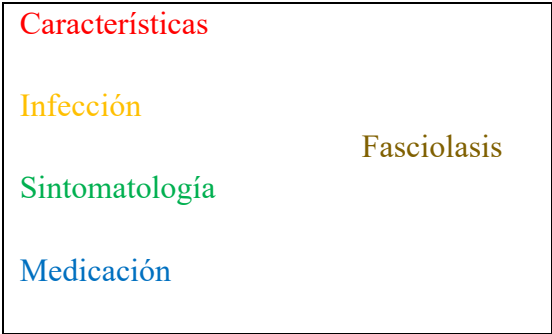 Características
Infección
Fasciolasis
Sintomatología
Medicación